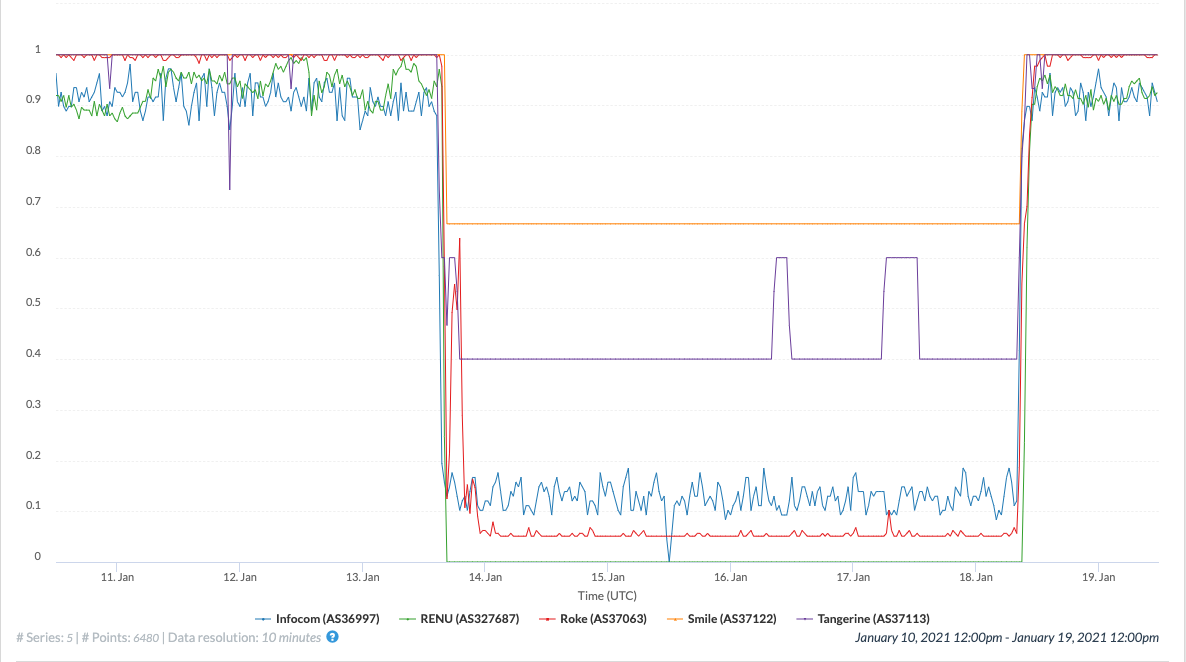 1
0.9
0.8
0.7
0.6
0.5
0.4
0.3
0.2
0.1
0
11. Jan 12. Jan 13. Jan 14. Jan 15. Jan 16. Jan 17. Jan 18. Jan 19. Jan
Time (UTC)
Infocom (AS36997) RENU (AS327687) Roke (AS37063) Smile (AS37122) Tangerine (AS37113)
# Series: 5 | # Points: 6480 | Data resolution: 10 minutes ? January 10, 2021 12:00pm - January 19, 2021 12:00pm